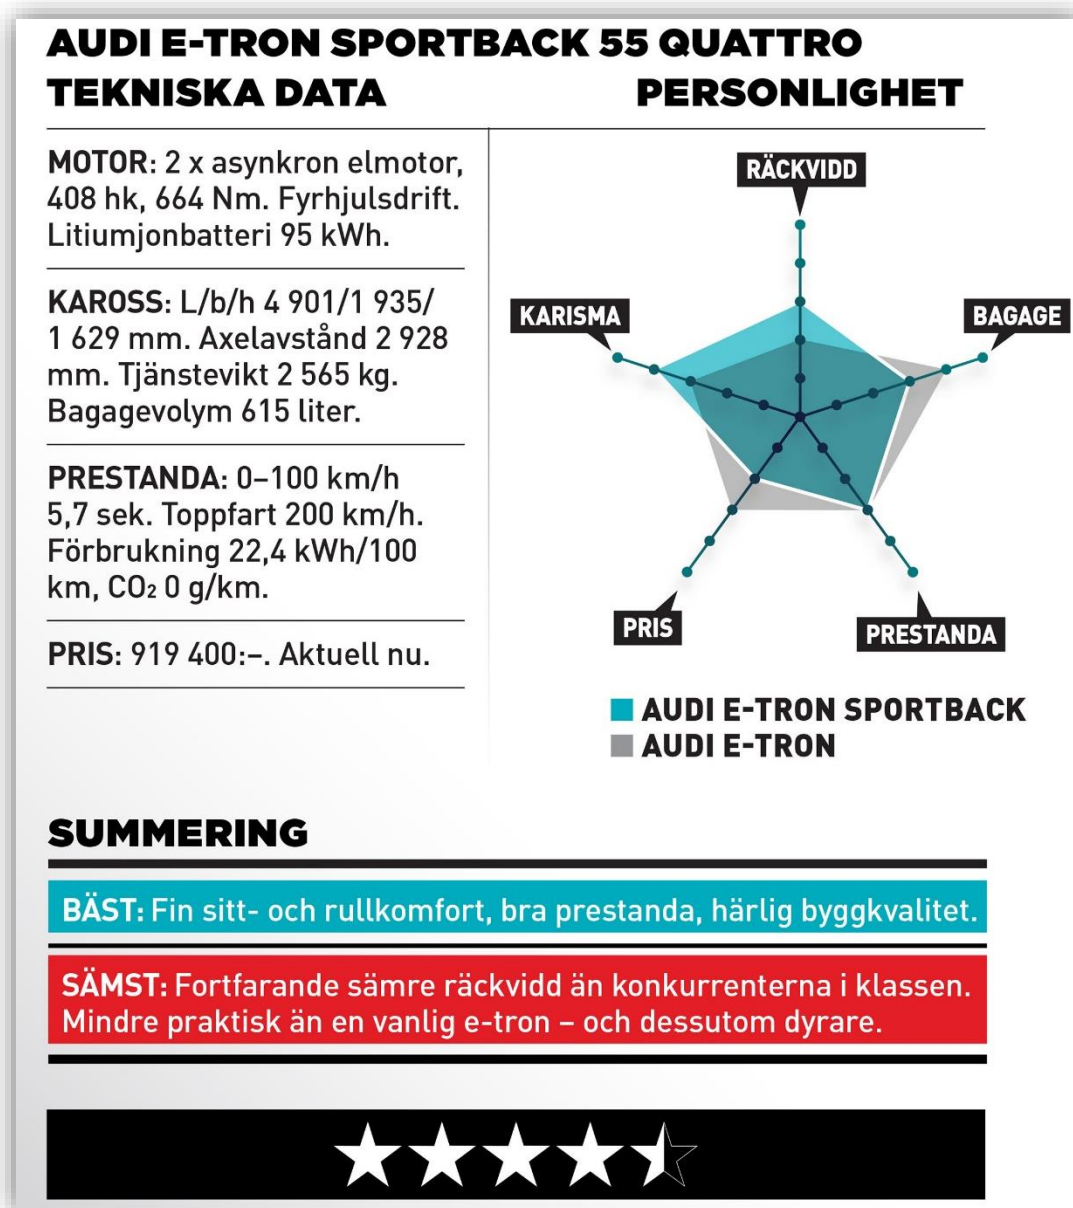 AUDI E-TRON SPORTBACK 55 QUATTRO
TEKNISKA DATA
MOTOR: 2 x asynkron elmotor,
408 hk, 664 Nm. Fyrhjulsdrift.
Litiumjonbatteri 95 kWh.
KAROSS: L/b/h 4 901/1 935/
1 629 mm. Axelavstånd 2 928
mm. Tjänstevikt 2 565 kg.
Bagagevolym 615 liter.
PRESTANDA: 0–100 km/h
5,7 sek. Toppfart 200 km/h.
Förbrukning 22,4 kWh/100
km, CO₂ 0 g/km.
PRIS: 919 400:–. Aktuell nu.
PERSONLIGHET
RÄCKVIDD
KARISMA
BAGAGE
PRIS
PRESTANDA
AUDI E-TRON SPORTBACK
AUDI E-TRON
SUMMERING
BÄST: Fin sitt- och rullkomfort, bra prestanda, härlig byggkvalitet.
SÄMST: Fortfarande sämre räckvidd än konkurrenterna i klassen.
Mindre praktisk än en vanlig e-tron – och dessutom dyrare.